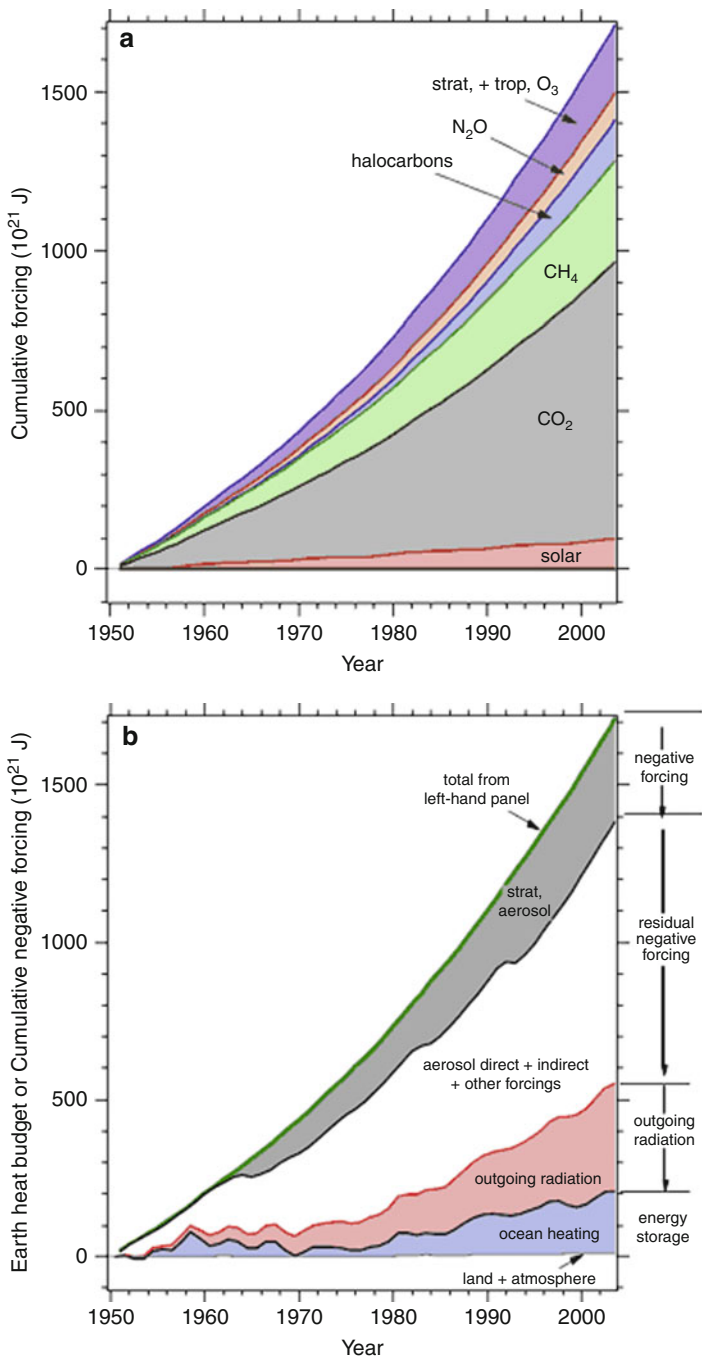 a
strat, + trop, O3
N2O
halocarbons
CH4
CO2
solar
Cumulative forcing (10^21 J)
1500
1000
500
0
1950 1960 1970 1980 1990 2000
Year
b
total from
left-hand panel
strat,
aerosol
aerosol direct + indirect
+ other forcings
outgoing radiation
ocean heating
land + atmosphere
negative
forcing
residual
negative
forcing
outgoing
radiation
energy
storage
Earth heat budget or Cumulative negative forcing (10^21 J)
1500
1000
500
0
1950 1960 1970 1980 1990 2000
Year